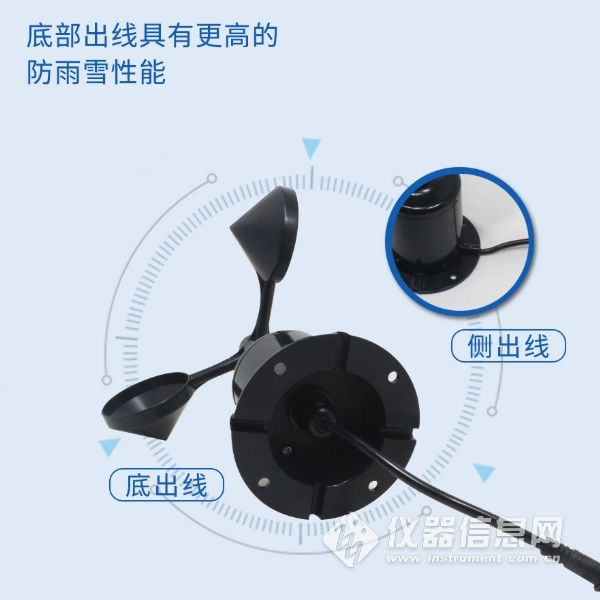 底部出线具有更高的
防雨雪性能
侧出线
底出线
仪器信息网
www.instrument.com.cn